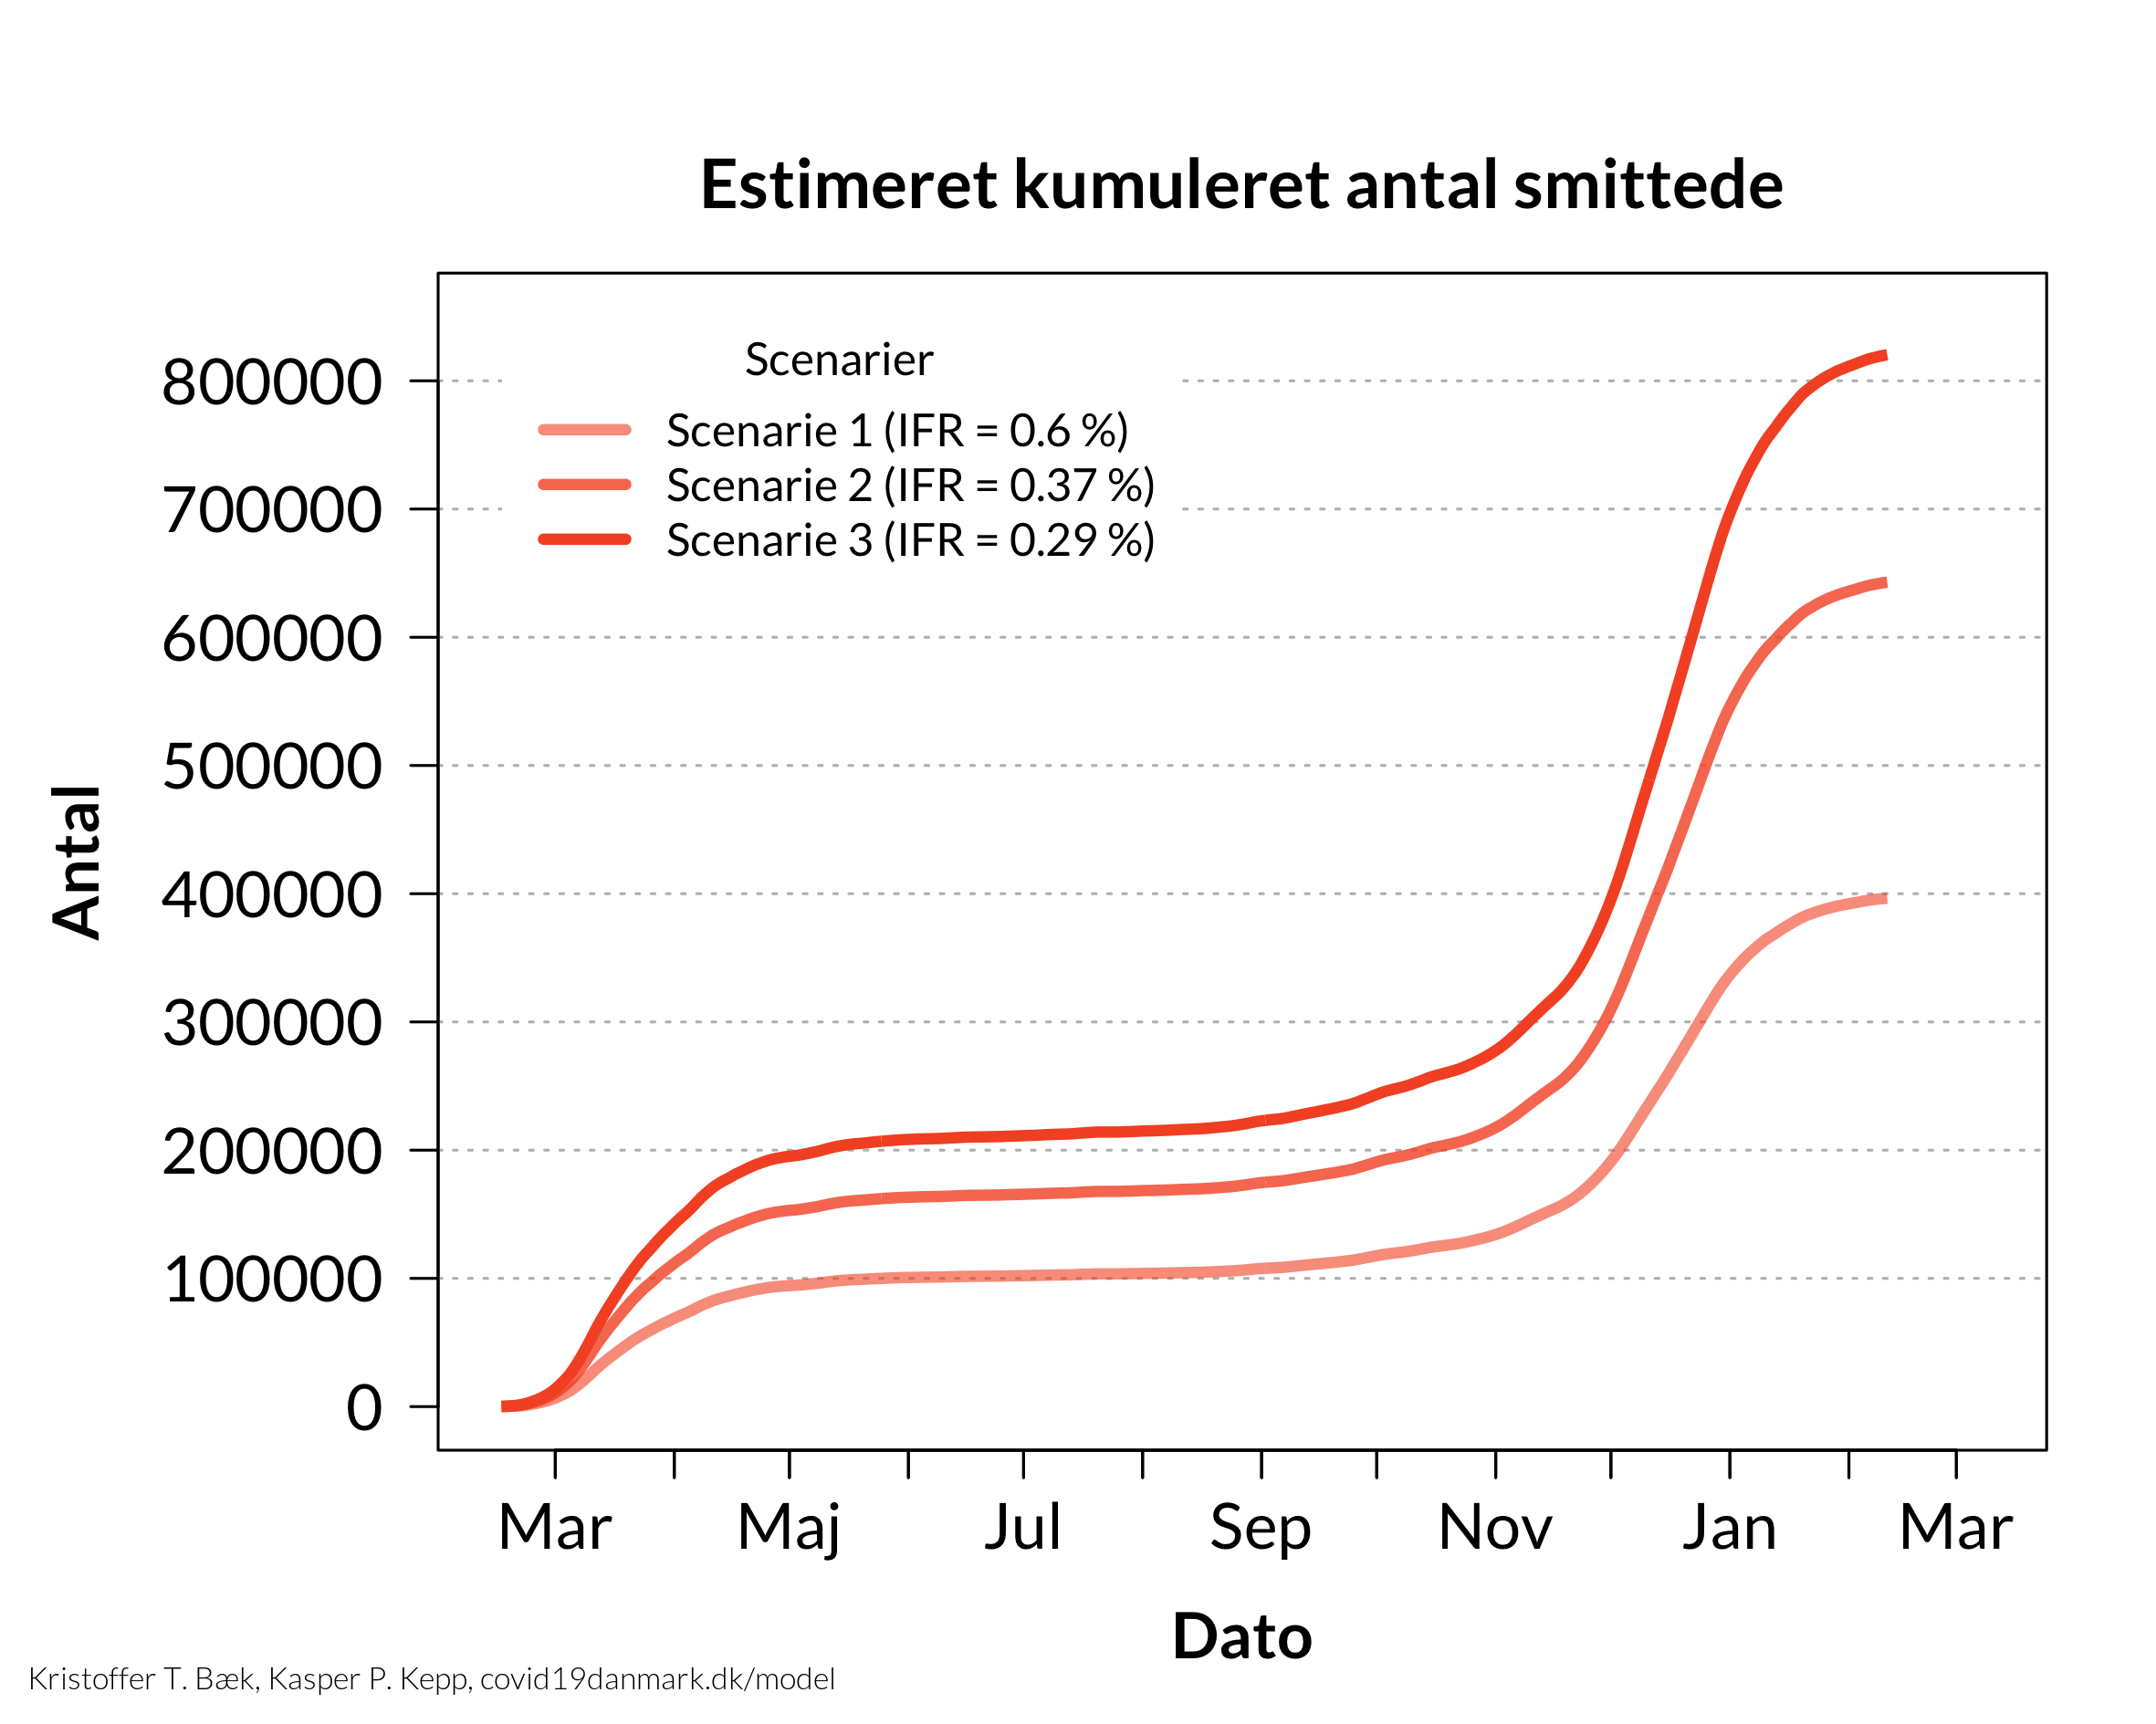 Estimeret kumuleret antal smittede
Scenarier
Scenarie 1 (IFR = 0.6 %)
Scenarie 2 (IFR = 0.37 %)
Scenarie 3 (IFR = 0.29 %)
800000
700000
600000
500000
400000
300000
200000
100000
0
Antal
Mar Maj Jul Sep Nov Jan Mar
Dato
Kristoffer T. Bæk, Kasper P. Kepp, covid19danmark.dk/model